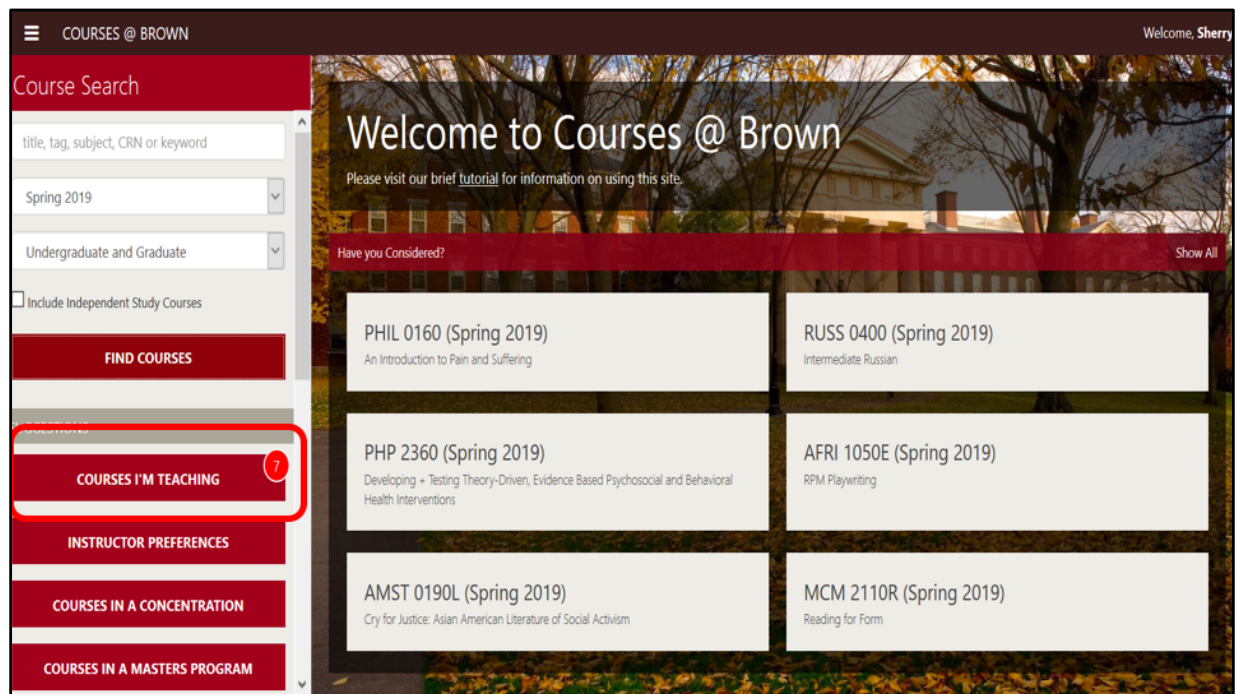 COURSES @ BROWN
Welcome, Sherry
Course Search
title, tag, subject, CRN or keyword
Spring 2019
Undergraduate and Graduate
Include Independent Study Courses
FIND COURSES
COURSES I'M TEACHING
7
INSTRUCTOR PREFERENCES
COURSES IN A CONCENTRATION
COURSES IN A MASTERS PROGRAM
Welcome to Courses @ Brown
Please visit our brief tutorial for information on using this site.
Have you Considered?
Show All
PHIL 0160 (Spring 2019)
An Introduction to Pain and Suffering
RUSS 0400 (Spring 2019)
Intermediate Russian
PHP 2360 (Spring 2019)
Developing + Testing Theory-Driven, Evidence Based Psychosocial and Behavioral
Health Interventions
AFRI 1050E (Spring 2019)
RPM Playwriting
AMST 0190L (Spring 2019)
Cry for Justice: Asian American Literature of Social Activism
MCM 2110R (Spring 2019)
Reading for Form